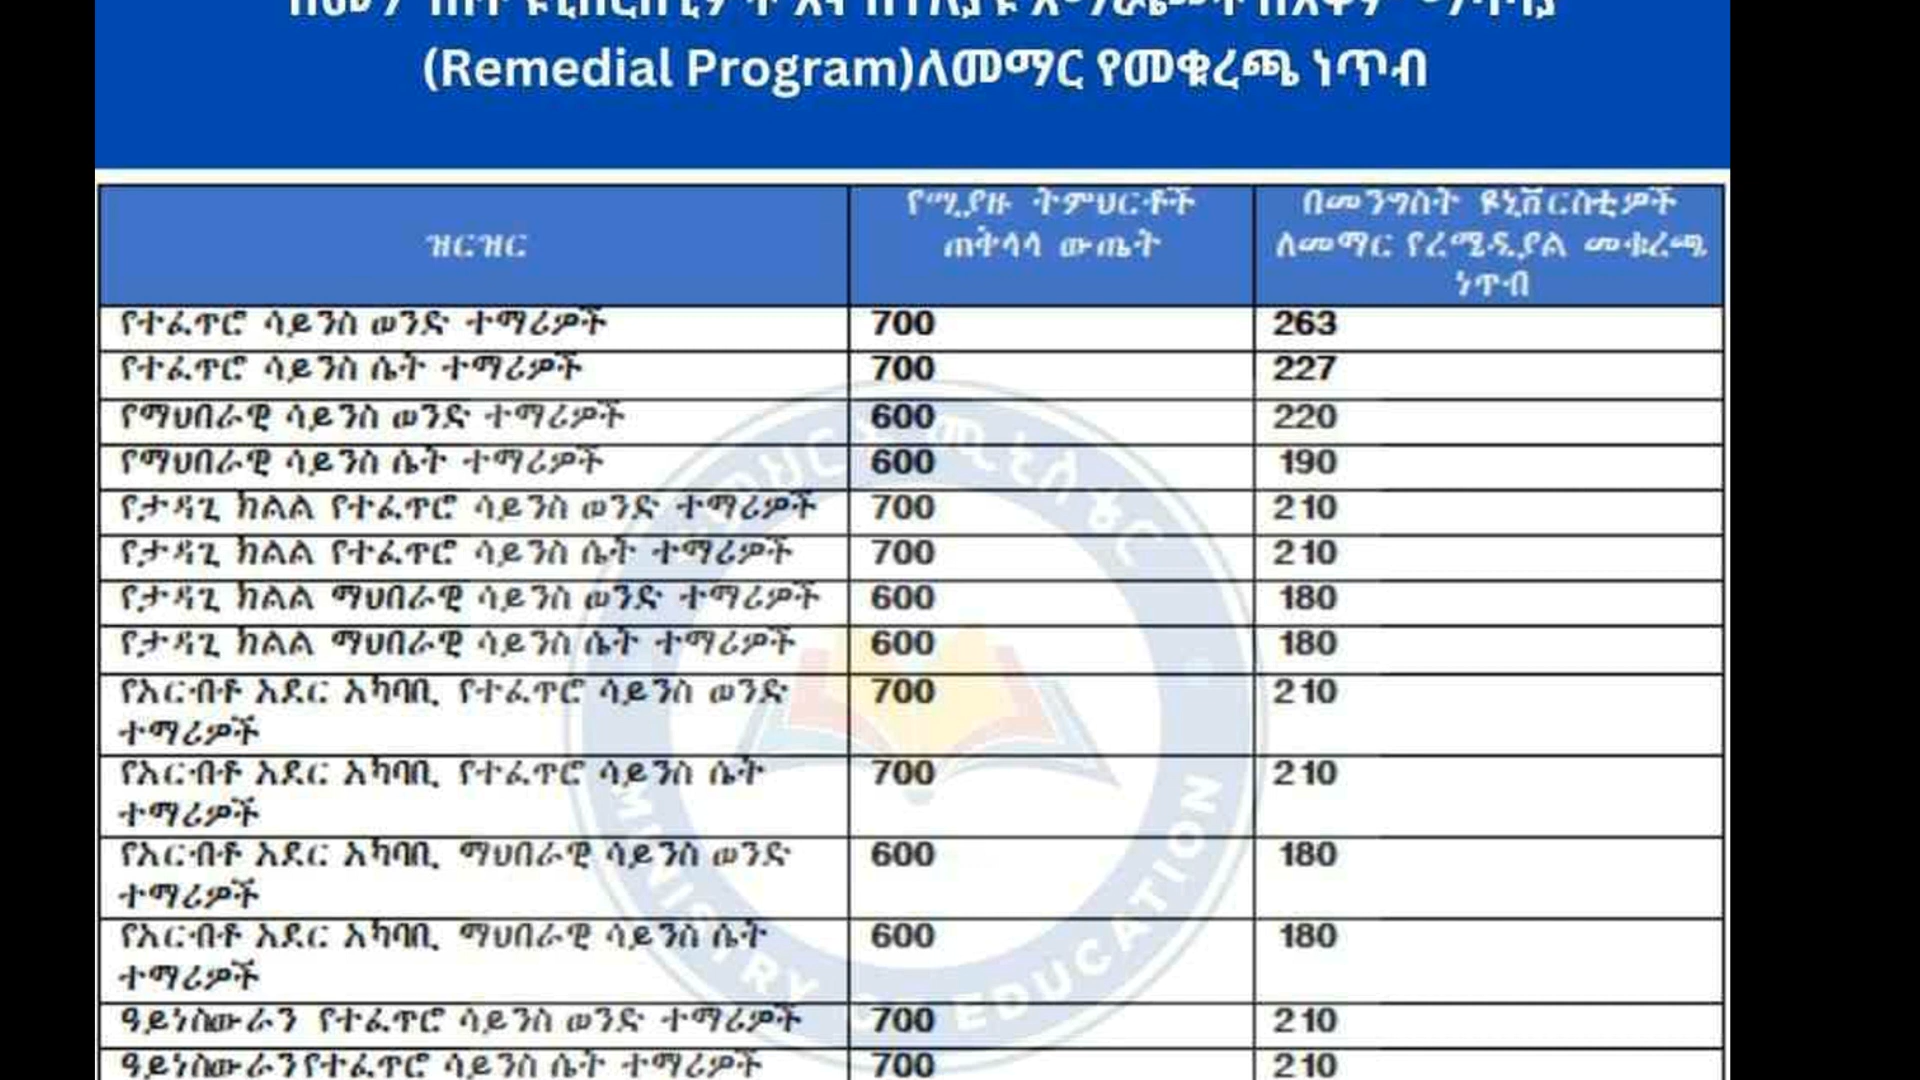 (Remedial Program)ለመማር የመቁረጫ ነጥብ
ዝርዝር
የሚያዙ ትምህርቶች
ጠቅላላ ውጤት
በመንግስት ዩኒቨርስቲዎች
ለመማር የረሜዲያል መቁረጫ
ነጥብ
የተፈጥሮ ሳይንስ ወንድ ተማሪዎች 700 263
የተፈጥሮ ሳይንስ ሴት ተማሪዎች 700 227
የማህበራዊ ሳይንስ ወንድ ተማሪዎች 600 220
የማህበራዊ ሳይንስ ሴት ተማሪዎች 600 190
የታዳጊ ክልል የተፈጥሮ ሳይንስ ወንድ ተማሪዎች 700 210
የታዳጊ ክልል የተፈጥሮ ሳይንስ ሴት ተማሪዎች 700 210
የታዳጊ ክልል ማህበራዊ ሳይንስ ወንድ ተማሪዎች 600 180
የታዳጊ ክልል ማህበራዊ ሳይንስ ሴት ተማሪዎች 600 180
የአርብቶ አደር አካባቢ የተፈጥሮ ሳይንስ ወንድ 700 210
ተማሪዎች
የአርብቶ አደር አካባቢ የተፈጥሮ ሳይንስ ሴት 700 210
ተማሪዎች
የአርብቶ አደር አካባቢ ማህበራዊ ሳይንስ ወንድ 600 180
ተማሪዎች
የአርብቶ አደር አካባቢ ማህበራዊ ሳይንስ ሴት 600 180
ተማሪዎች
ዓይነስውራን የተፈጥሮ ሳይንስ ወንድ ተማሪዎች 700 210
ዓይነስውራን የተፈጥሮ ሳይንስ ሴት ተማሪዎች 700 210
MINISTRY OF EDUCATION